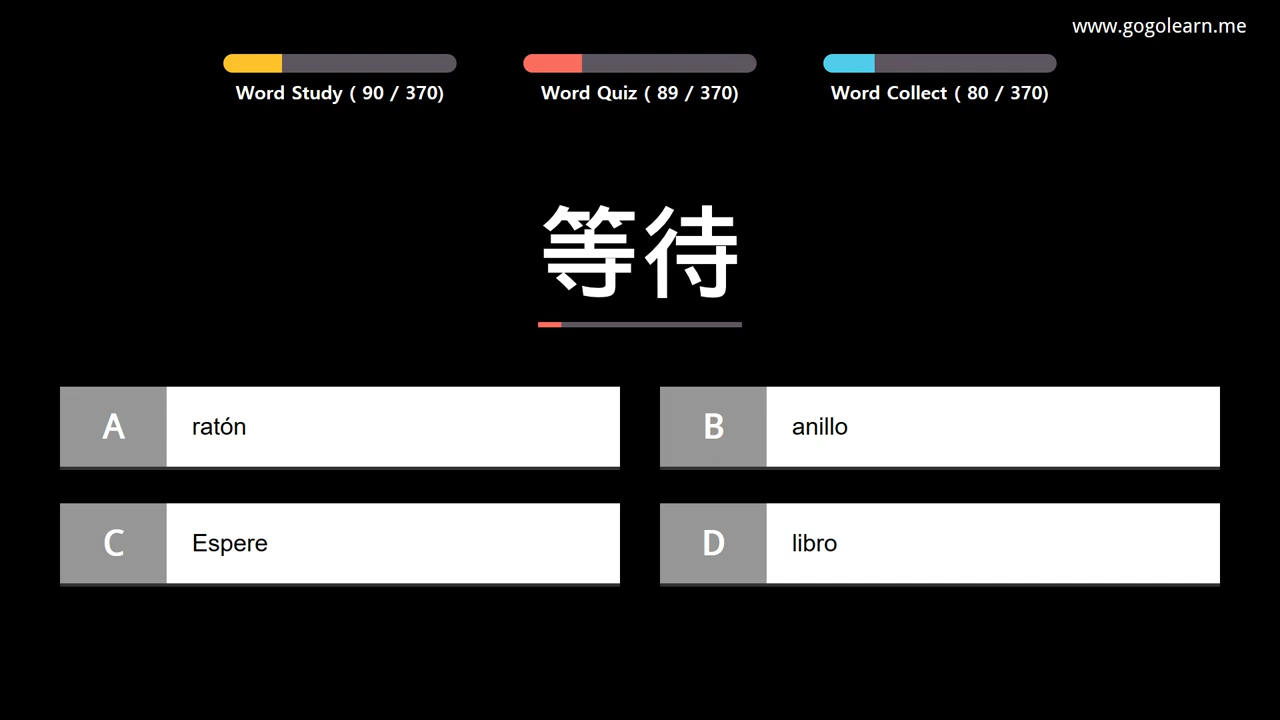 www.gogolearn.me
Word Study ( 90 / 370)
Word Quiz ( 89 / 370)
Word Collect ( 80 / 370)
等待
A ratón
B anillo
C Espere
D libro